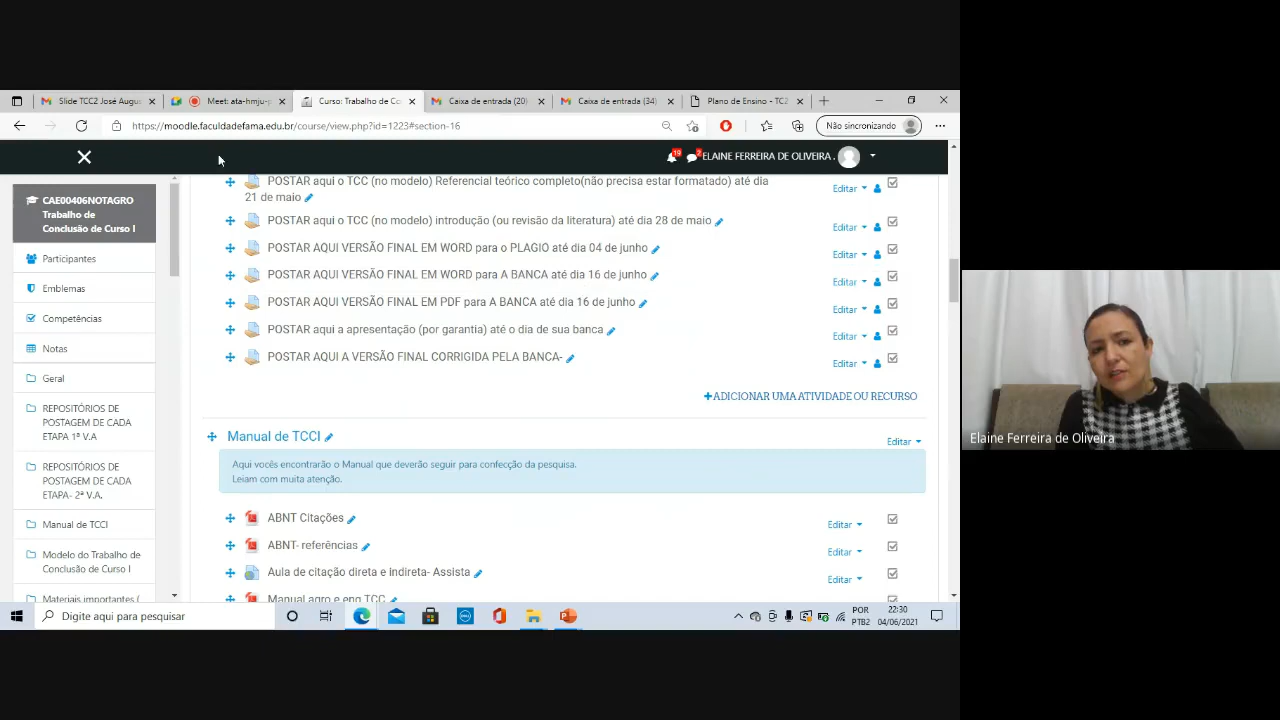 Slide TCC2 José Augu
Meet: ata-hmju-p
Curso: Trabalho de Co
Caixa de entrada (20)
Caixa de entrada (34)
Plano de Ensino - TC2
https://moodle.faculdadefama.edu.br/course/view.php?id=1223#section-16
Não sincronizando
19
ELAINE FERREIRA DE OLIVEIRA .
CAE00406NOTAGRO
Trabalho de
Conclusão de Curso I
Participantes
Emblemas
Competências
Notas
Geral
REPOSITÓRIOS DE
POSTAGEM DE CADA
ETAPA 1ª V.A
REPOSITÓRIOS DE
POSTAGEM DE CADA
ETAPA- 2ª V.A.
Manual de TCCI
Modelo do Trabalho de
Conclusão de Curso I
Materiais importantes (
POSTAR aqui o TCC (no modelo) Referencial teórico completo(não precisa estar formatado) até dia
21 de maio
Editar
POSTAR aqui o TCC (no modelo) introdução (ou revisão da literatura) até dia 28 de maio
Editar
POSTAR AQUI VERSÃO FINAL EM WORD para o PLAGIO até dia 04 de junho
Editar
POSTAR AQUI VERSÃO FINAL EM WORD para A BANCA até dia 16 de junho
Editar
POSTAR AQUI VERSÃO FINAL EM PDF para A BANCA até dia 16 de junho
Editar
POSTAR aqui a apresentação (por garantia) até o dia de sua banca
Editar
POSTAR AQUI A VERSÃO FINAL CORRIGIDA PELA BANCA-
Editar
+ADICIONAR UMA ATIVIDADE OU RECURSO
Manual de TCCI
Editar
Aqui vocês encontrarão o Manual que deverão seguir para confecção da pesquisa.
Leiam com muita atenção.
ABNT Citações
Editar
ABNT- referências
Editar
Aula de citação direta e indireta- Assista
Editar
Manual agro e eng TCC
Elaine Ferreira de Oliveira
Digite aqui para pesquisar
POR
PTB2
22:30
04/06/2021